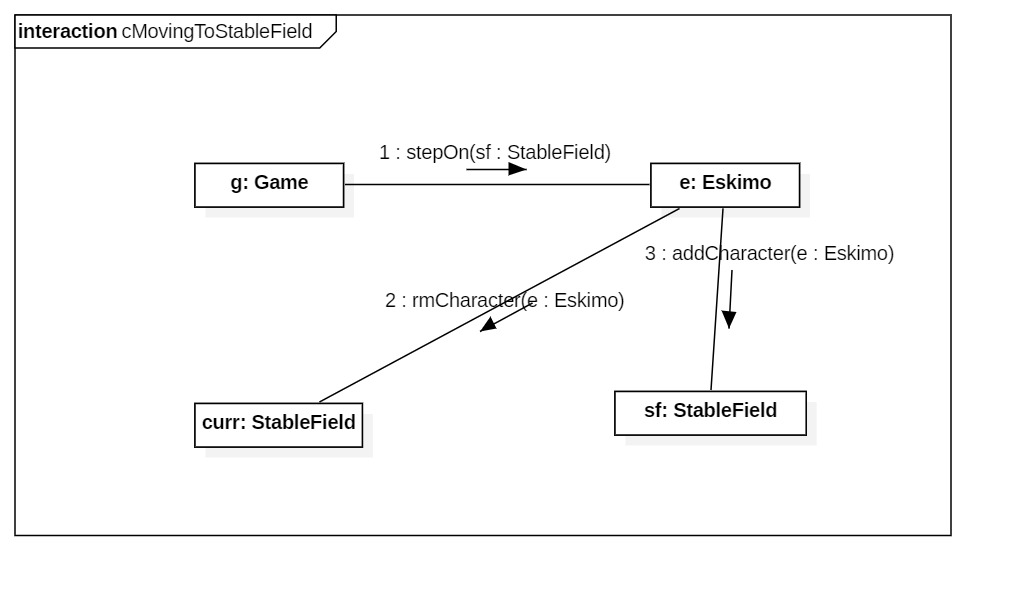 interaction cMovingToStableField
1 : stepOn(sf : StableField)
g: Game
e: Eskimo
3 : addCharacter(e : Eskimo)
2 : rmCharacter(e : Eskimo)
curr: StableField
sf: StableField